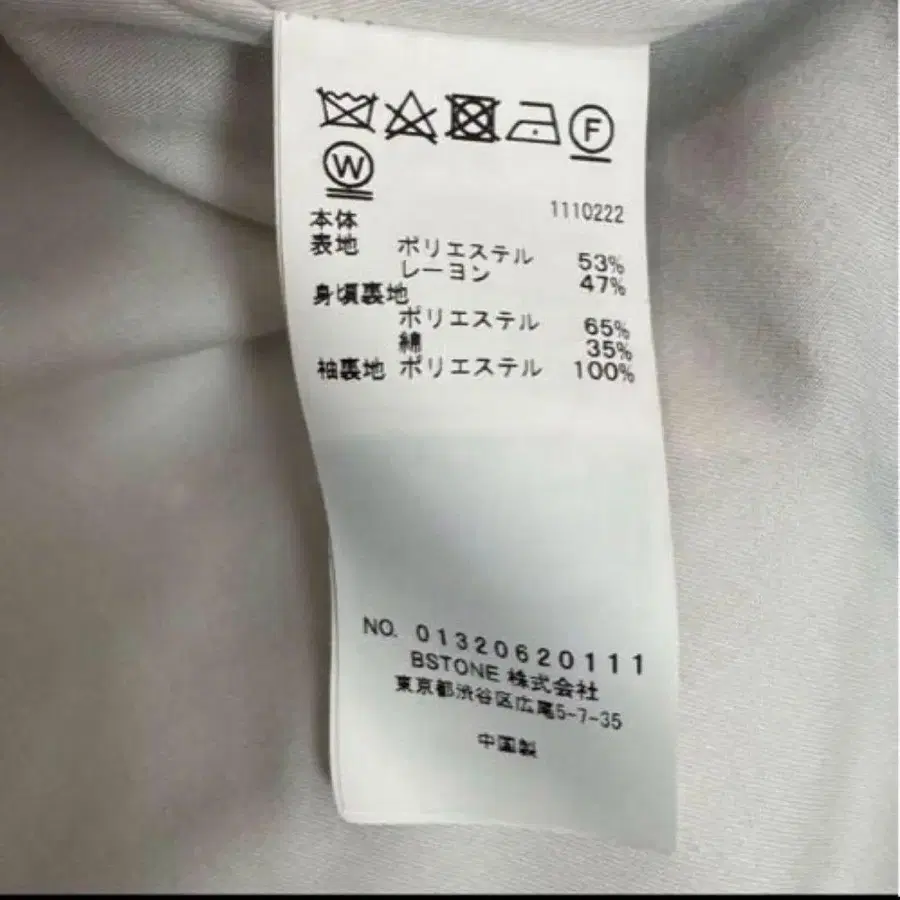 F
W
1110222
本体
表地 ポリエステル 53%
レーヨン 47%
身頃裏地
ポリエステル 65%
綿 35%
袖裏地 ポリエステル 100%
NO. 01320620111
BSTONE 株式会社
東京都渋谷区広尾5-7-35
中国製